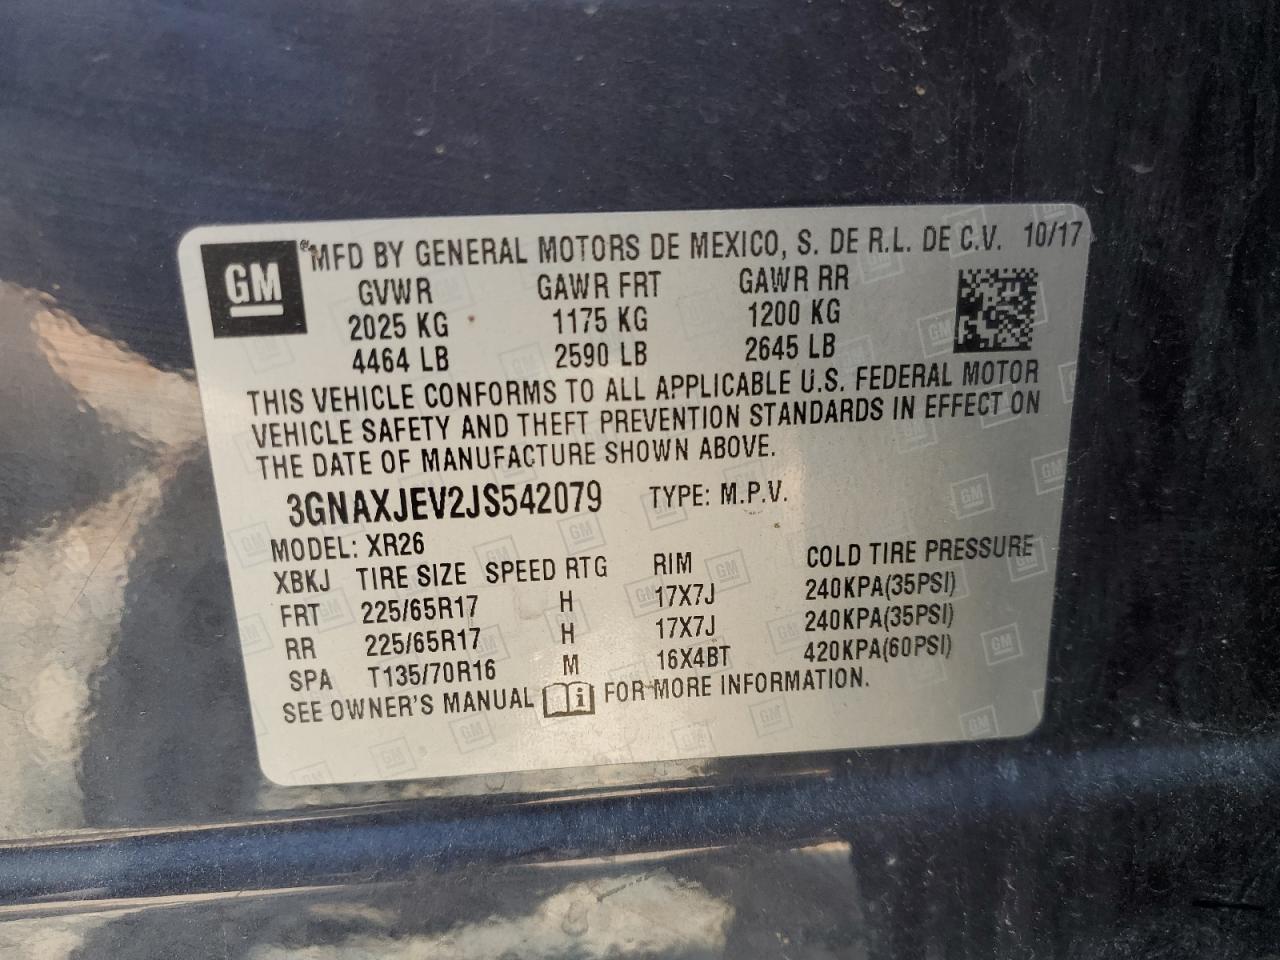 GM ® MFD BY GENERAL MOTORS DE MEXICO, S. DE R.L. DE C.V. 10/17
GVWR GAWR FRT GAWR RR
2025 KG 1175 KG 1200 KG
4464 LB 2590 LB 2645 LB
THIS VEHICLE CONFORMS TO ALL APPLICABLE U.S. FEDERAL MOTOR
VEHICLE SAFETY AND THEFT PREVENTION STANDARDS IN EFFECT ON
THE DATE OF MANUFACTURE SHOWN ABOVE.
3GNAXJEV2JS542079 TYPE: M.P.V.
MODEL: XR26
XBKJ TIRE SIZE SPEED RTG RIM COLD TIRE PRESSURE
FRT 225/65R17 H 17X7J 240KPA(35PSI)
RR 225/65R17 H 17X7J 240KPA(35PSI)
SPA T135/70R16 M 16X4BT 420KPA(60PSI)
SEE OWNER'S MANUAL i FOR MORE INFORMATION.